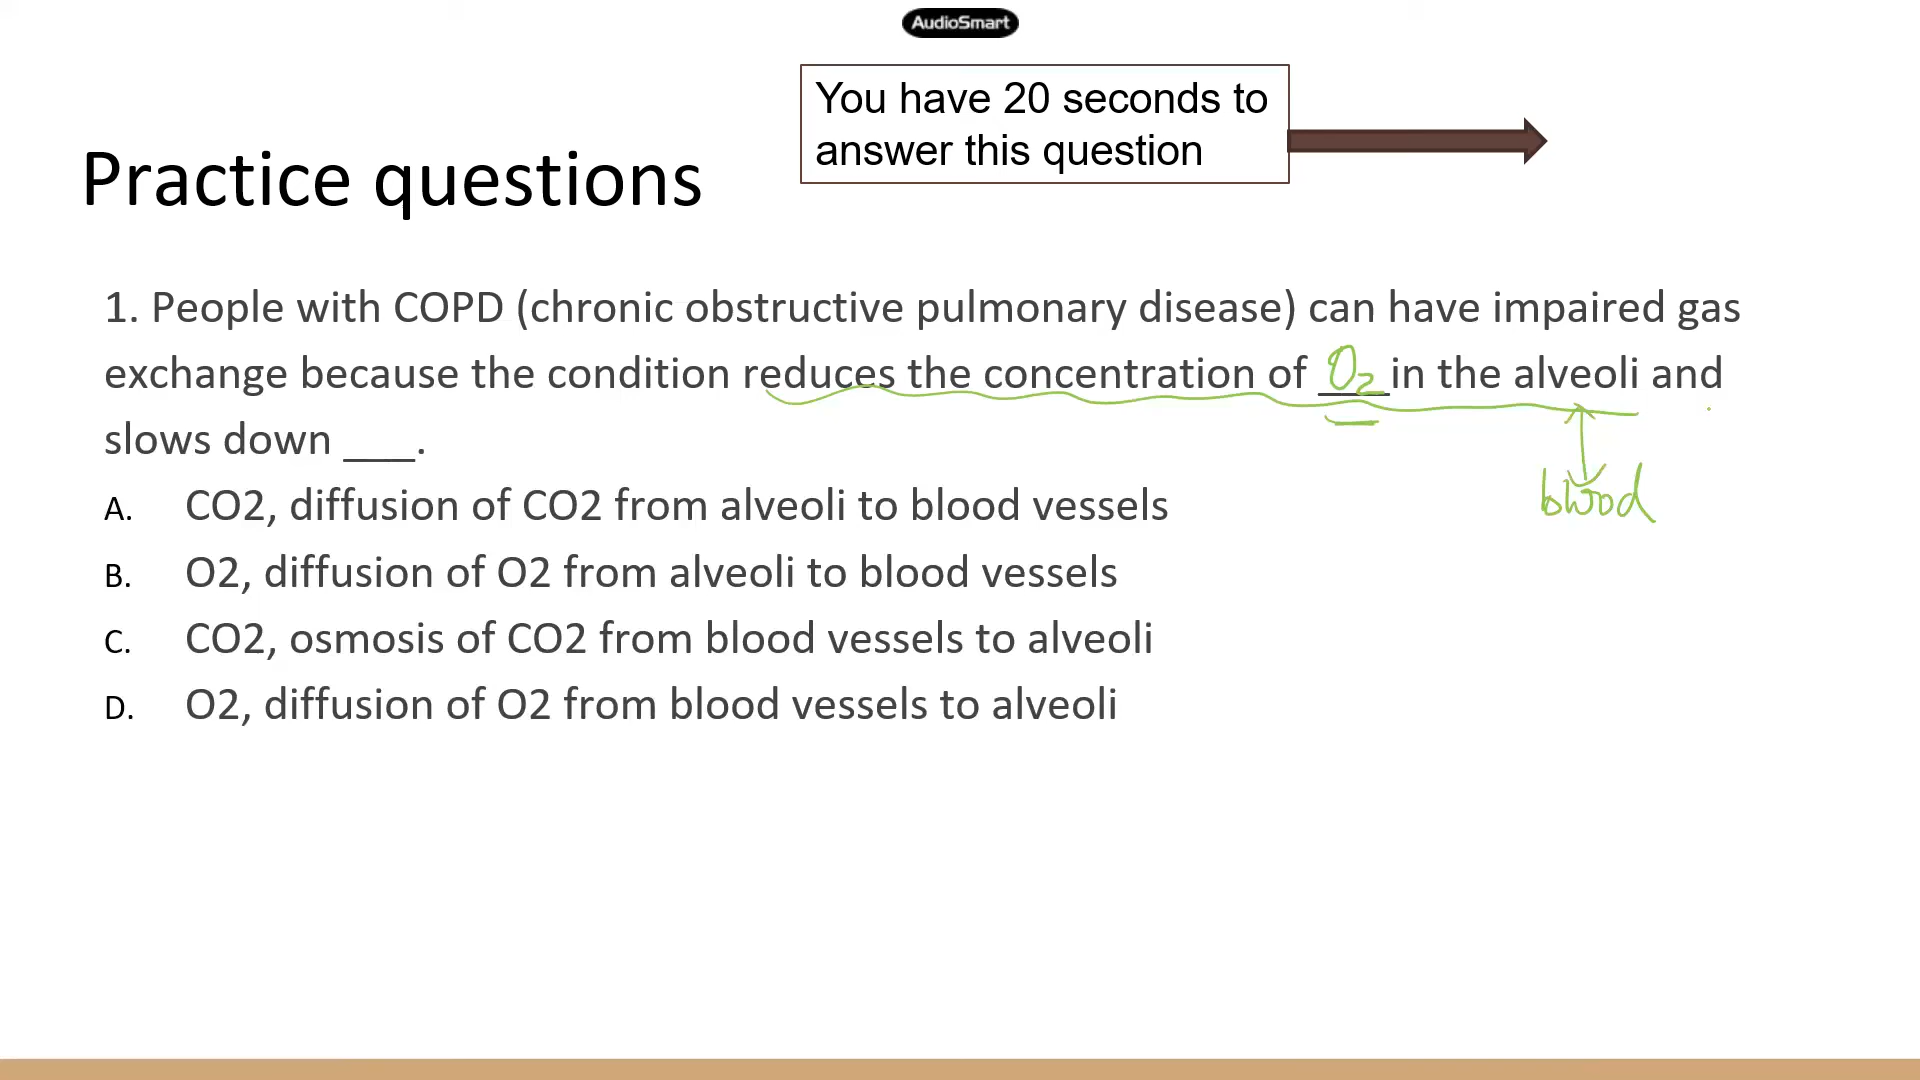 AudioSmart
You have 20 seconds to
answer this question
Practice questions
1. People with COPD (chronic obstructive pulmonary disease) can have impaired gas
exchange because the condition reduces the concentration of O2 in the alveoli and
slows down ___.
blood
A. CO2, diffusion of CO2 from alveoli to blood vessels
B. O2, diffusion of O2 from alveoli to blood vessels
C. CO2, osmosis of CO2 from blood vessels to alveoli
D. O2, diffusion of O2 from blood vessels to alveoli